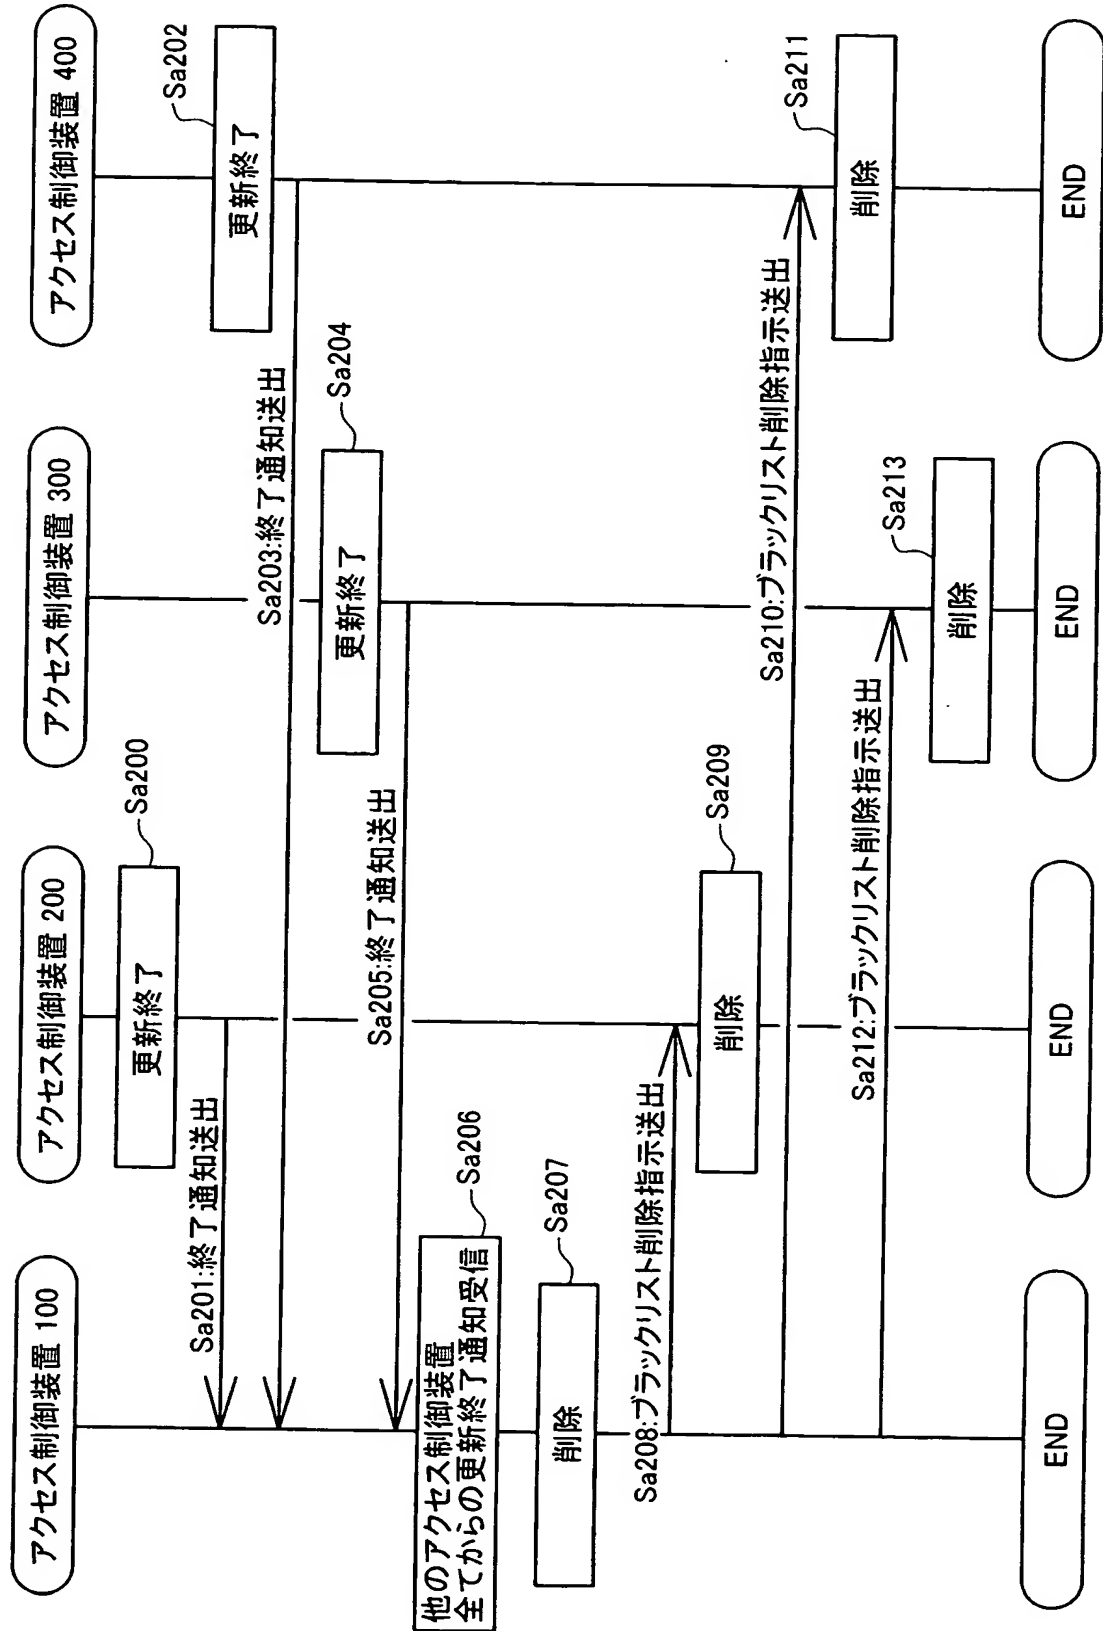 アクセス制御装置 100
アクセス制御装置 200
アクセス制御装置 300
アクセス制御装置 400
更新終了
Sa200
Sa201:終了通知送出
更新終了
Sa202
Sa203:終了通知送出
更新終了
Sa204
Sa205:終了通知送出
他のアクセス制御装置
全てからの更新終了通知受信
Sa206
削除
Sa207
Sa208:ブラックリスト削除指示送出
削除
Sa209
Sa210:ブラックリスト削除指示送出
削除
Sa211
Sa212:ブラックリスト削除指示送出
削除
Sa213
END
END
END
END